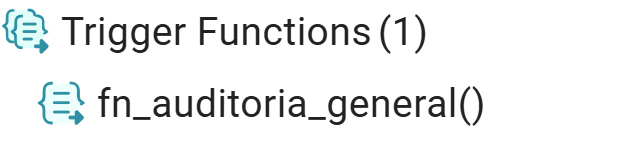 Trigger Functions (1)
fn_auditoria_general()